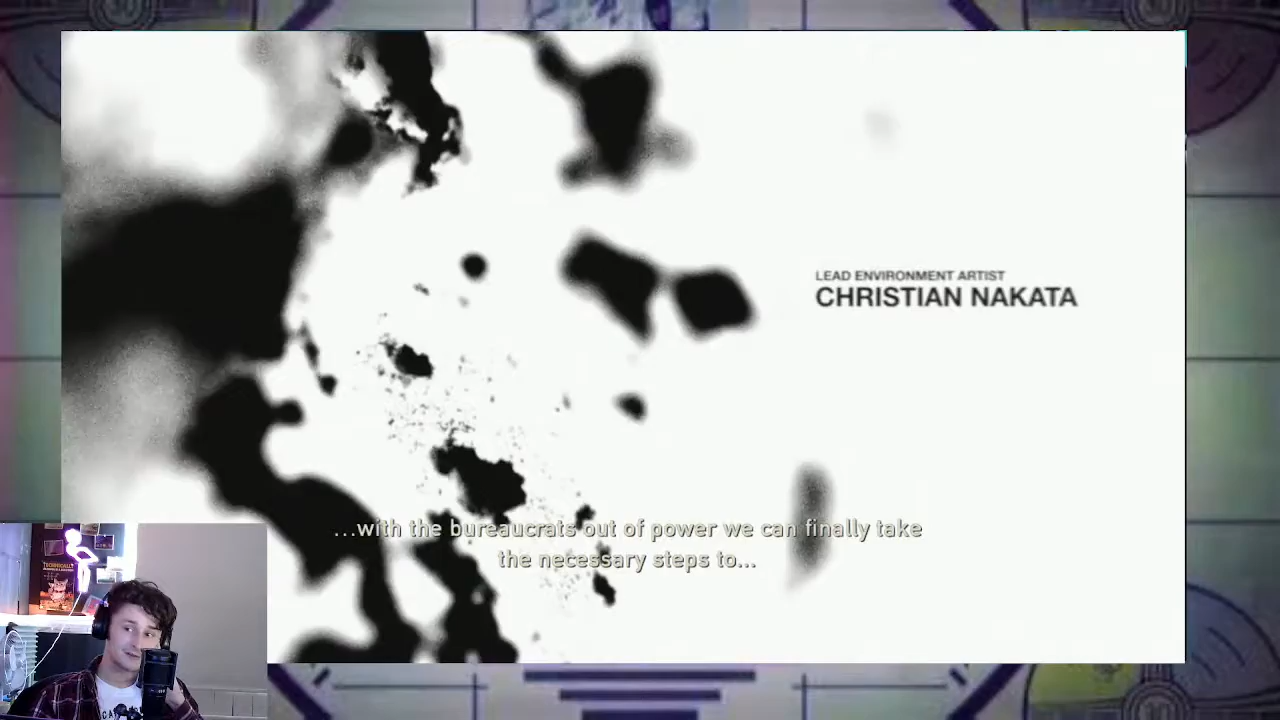 LEAD ENVIRONMENT ARTIST
CHRISTIAN NAKATA
...with the bureaucrats out of power we can finally take
the necessary steps to...